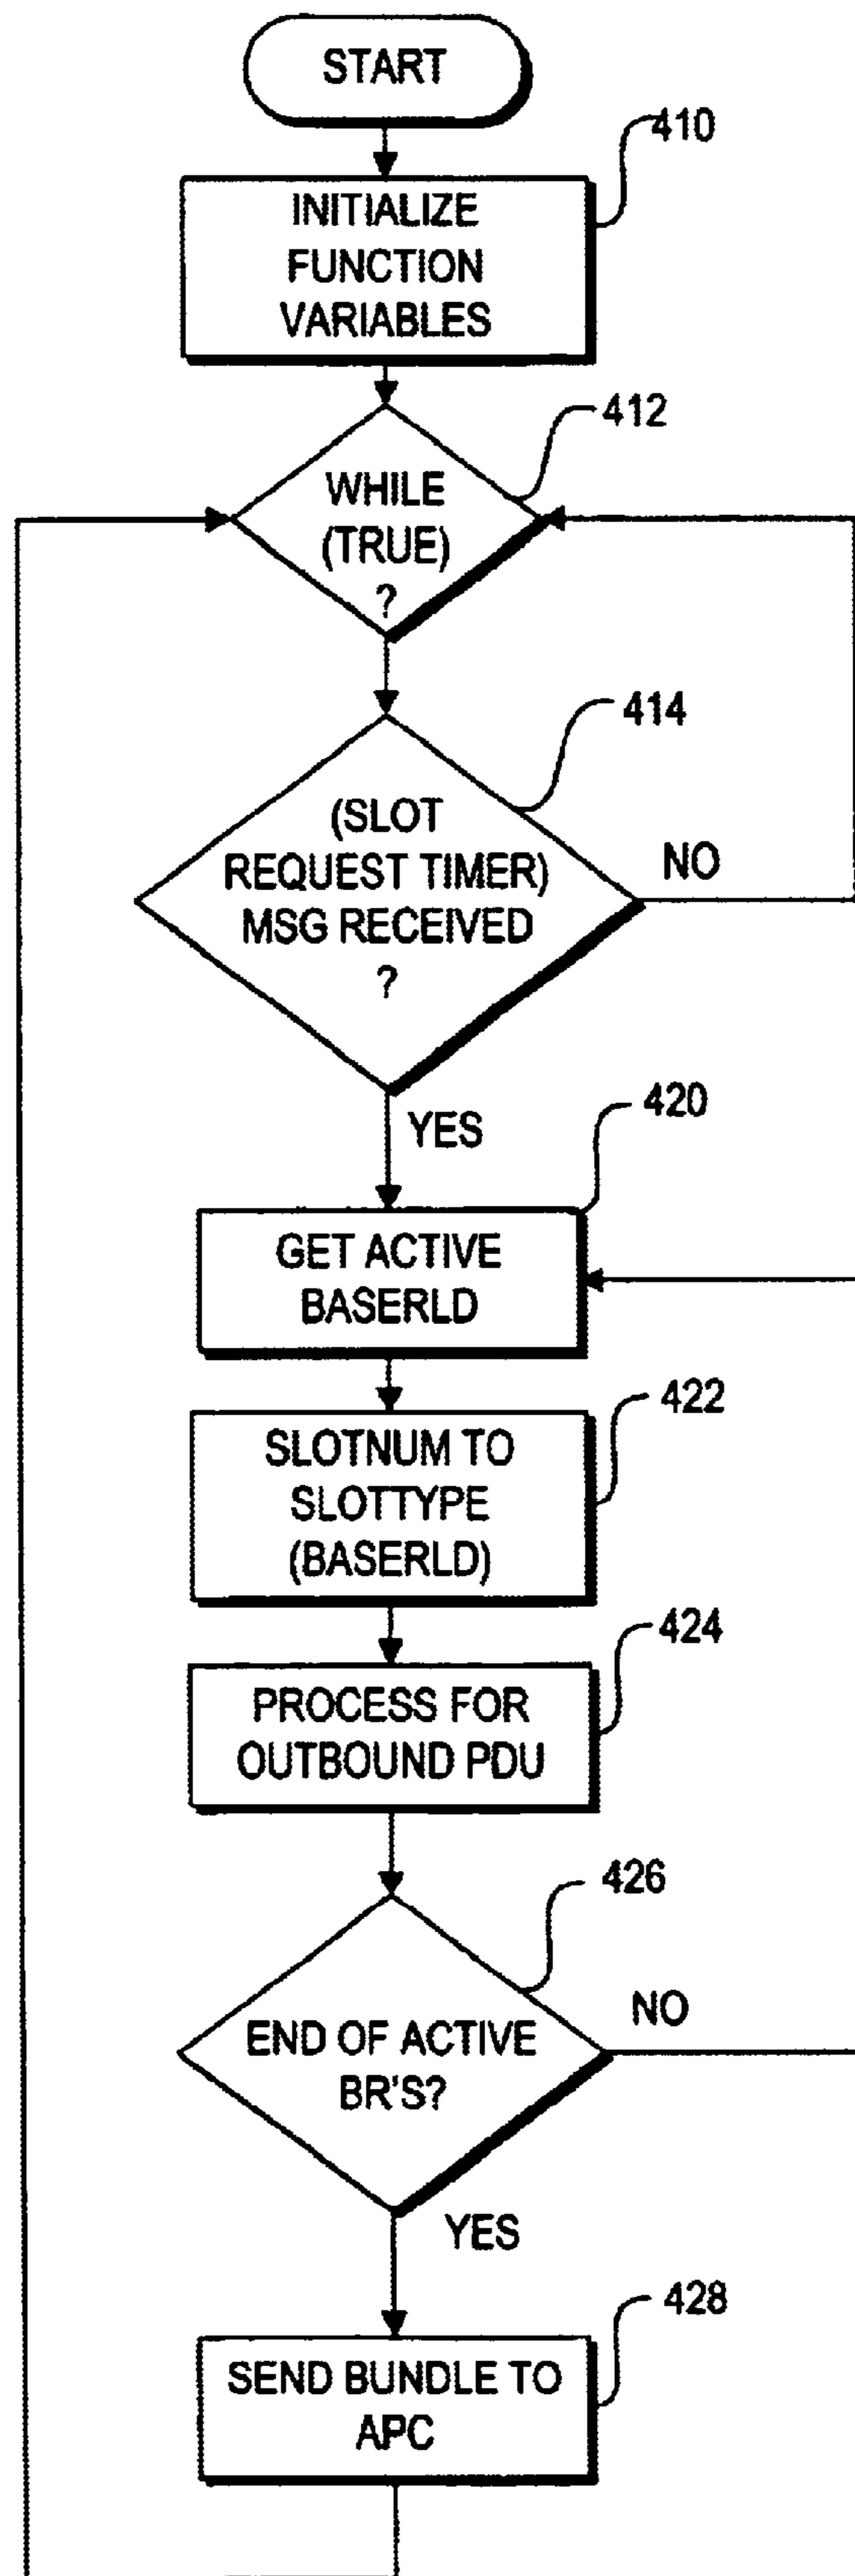 START
410
INITIALIZE
FUNCTION
VARIABLES
412
WHILE
(TRUE)
?
414
(SLOT
REQUEST TIMER)
MSG RECEIVED
?
NO
YES
420
GET ACTIVE
BASERLD
422
SLOTNUM TO
SLOTTYPE
(BASERLD)
424
PROCESS FOR
OUTBOUND PDU
426
END OF ACTIVE
BR'S?
NO
YES
428
SEND BUNDLE TO
APC